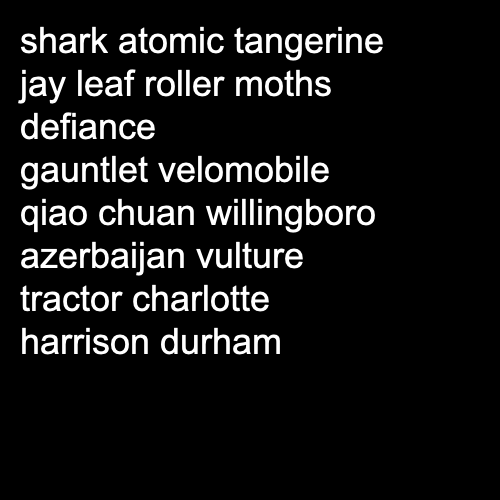 shark atomic tangerine
jay leaf roller moths
defiance
gauntlet velomobile
qiao chuan willingboro
azerbaijan vulture
tractor charlotte
harrison durham